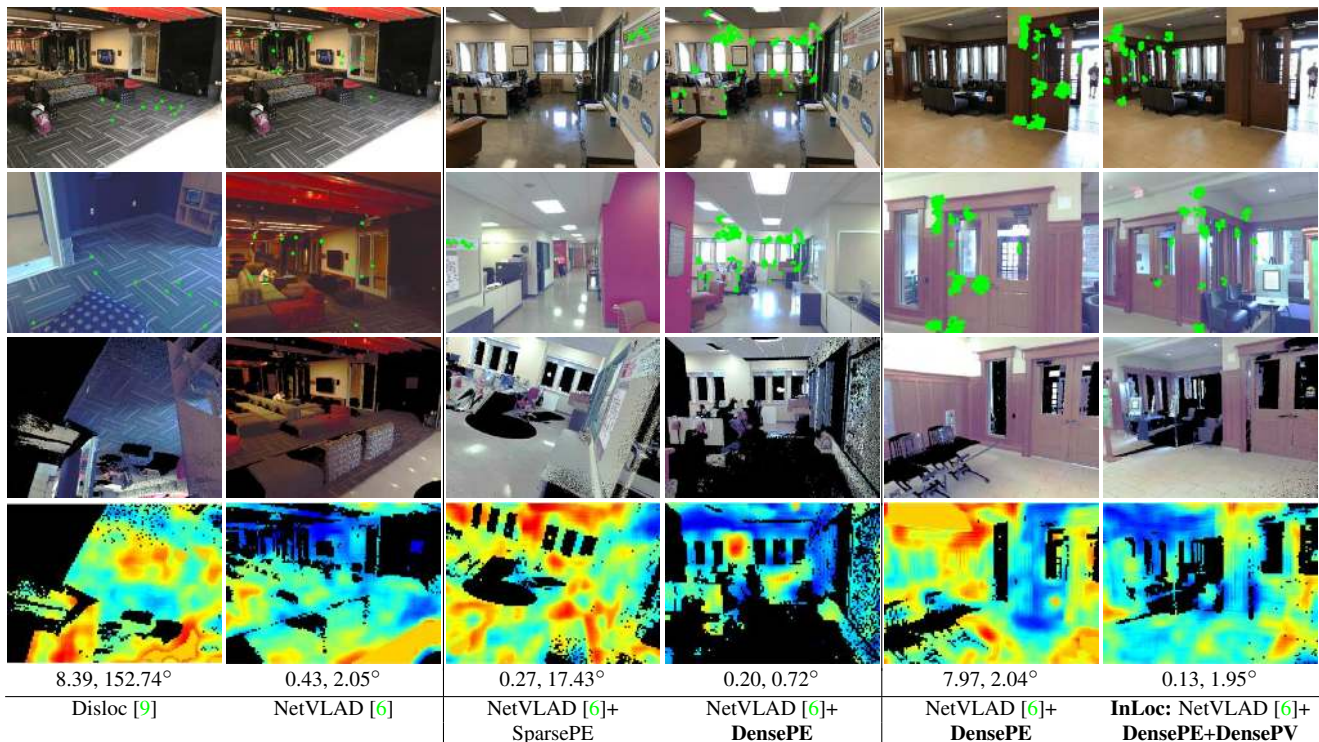 8.39, 152.74° 0.43, 2.05° 0.27, 17.43° 0.20, 0.72° 7.97, 2.04° 0.13, 1.95°
Disloc [9] NetVLAD [6] NetVLAD [6]+ NetVLAD [6]+ NetVLAD [6]+ InLoc: NetVLAD [6]+
SparsePE DensePE DensePE DensePE+DensePV